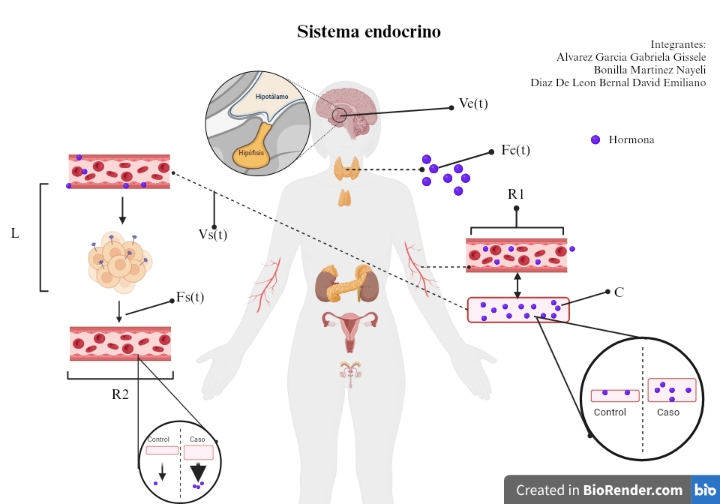 Sistema endocrino
Integrantes:
Alvarez Garcia Gabriela Gissele
Bonilla Martinez Nayeli
Diaz De Leon Bernal David Emiliano
Hipotálamo
Hipófisis
Ve(t)
Fe(t)
Hormona
R1
L
Vs(t)
Fs(t)
C
R2
Control
Caso
Control
Caso
Created in BioRender.com bio